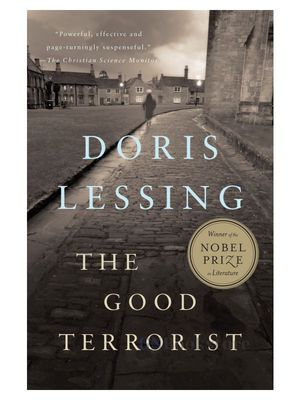 "Powerful, effective and
page-turningly suspenseful."
—The Christian Science Monitor
DORIS
LESSING
THE
GOOD
TERRORIST
Winner of the
NOBEL
PRIZE
in Literature